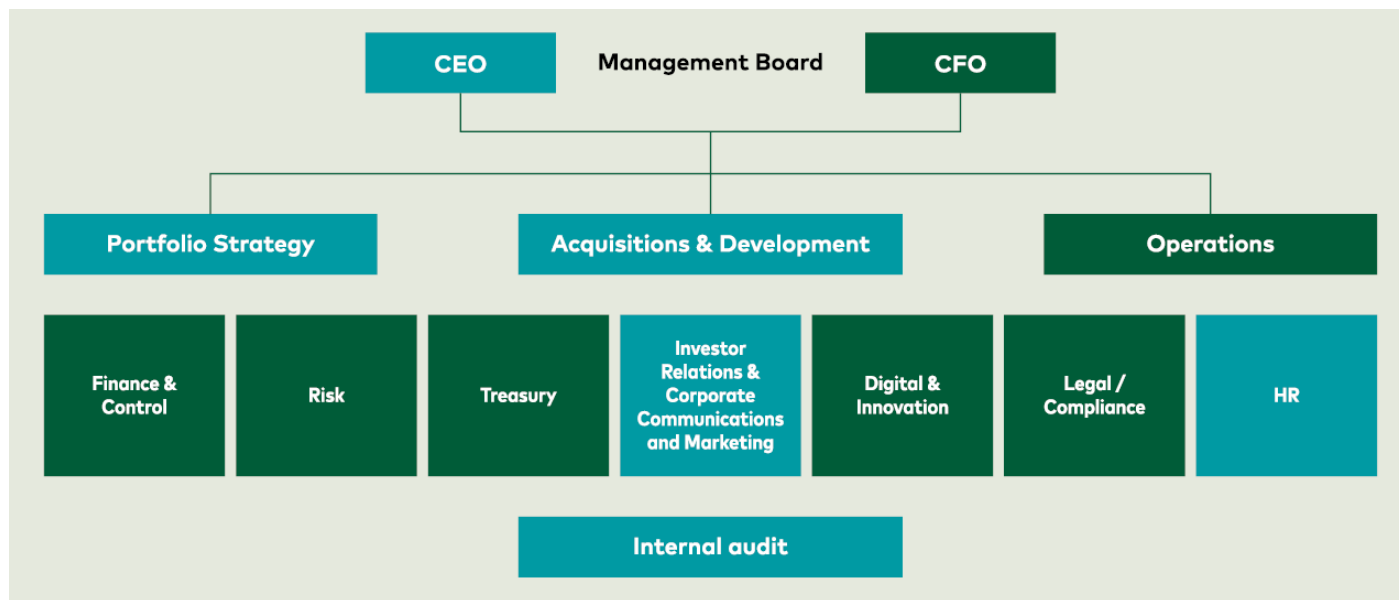 CEO
Management Board
CFO
Portfolio Strategy
Acquisitions & Development
Operations
Finance &
Control
Risk
Treasury
Investor
Relations &
Corporate
Communications
and Marketing
Digital &
Innovation
Legal /
Compliance
HR
Internal audit